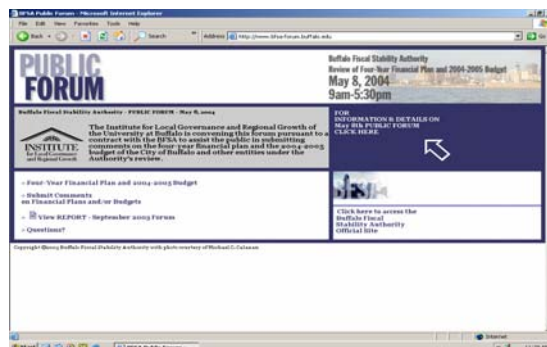 BFSA Public Forum - Microsoft Internet Explorer
File Edit View Favorites Tools Help
Back Search Address http://www.bfsa-forum.buffalo.edu
PUBLIC
FORUM
Buffalo Fiscal Stability Authority
Review of Four-Year Financial Plan and 2004-2005 Budget
May 8, 2004
9am-5:30pm
Buffalo Fiscal Stability Authority - PUBLIC FORUM - May 8, 2004
INSTITUTE
for Local Governance
and Regional Growth
The Institute for Local Governance and Regional Growth of
the University at Buffalo is convening this forum pursuant to a
contract with the BFSA to assist the public in submitting
comments on the four-year financial plan and the 2004-2005
budget of the City of Buffalo and other entities under the
Authority's review.
FOR
INFORMATION & DETAILS ON
May 8th PUBLIC FORUM
CLICK HERE
» Four-Year Financial Plan and 2004-2005 Budget
» Submit Comments
on Financial Plans and/or Budgets
» View REPORT - September 2003 Forum
» Questions?
BFSA
Click here to access the
Buffalo Fiscal
Stability Authority
Official Site
Copyright ©2003 Buffalo Fiscal Stability Authority with photo courtesy of Michael C.
Internet